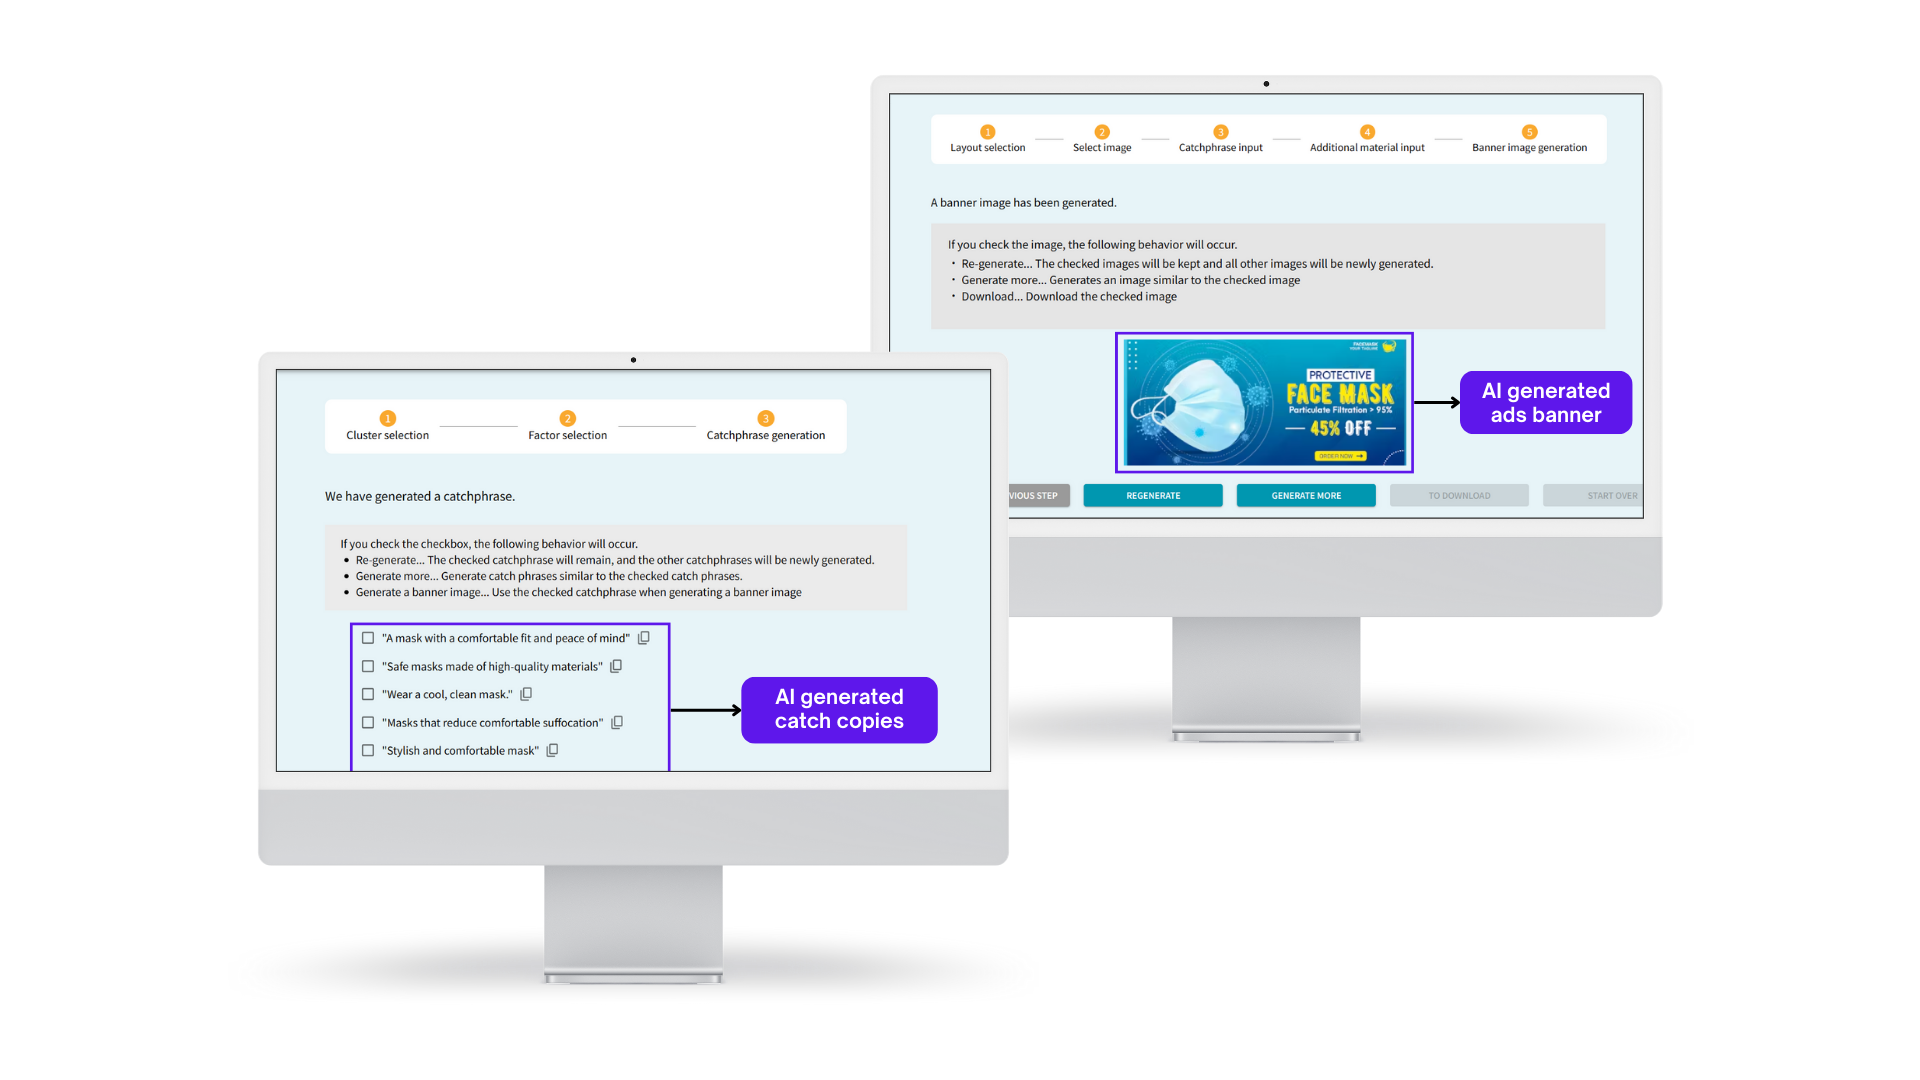 1 2 3 4 5
Layout selection Select image Catchphrase input Additional material input Banner image generation
A banner image has been generated.
If you check the image, the following behavior will occur.
・ Re-generate... The checked images will be kept and all other images will be newly generated.
・ Generate more... Generates an image similar to the checked image
・ Download... Download the checked image
FACEMASK
YOUR TAGLINE
PROTECTIVE
FACE MASK
Particulate Filtration > 95%
45% OFF
ORDER NOW
AI generated
ads banner
VIOUS STEP REGENERATE GENERATE MORE TO DOWNLOAD START OVER
1 2 3
Cluster selection Factor selection Catchphrase generation
We have generated a catchphrase.
If you check the checkbox, the following behavior will occur.
• Re-generate... The checked catchphrase will remain, and the other catchphrases will be newly generated.
• Generate more... Generate catch phrases similar to the checked catch phrases.
• Generate a banner image... Use the checked catchphrase when generating a banner image
"A mask with a comfortable fit and peace of mind"
"Safe masks made of high-quality materials"
"Wear a cool, clean mask."
"Masks that reduce comfortable suffocation"
"Stylish and comfortable mask"
AI generated
catch copies